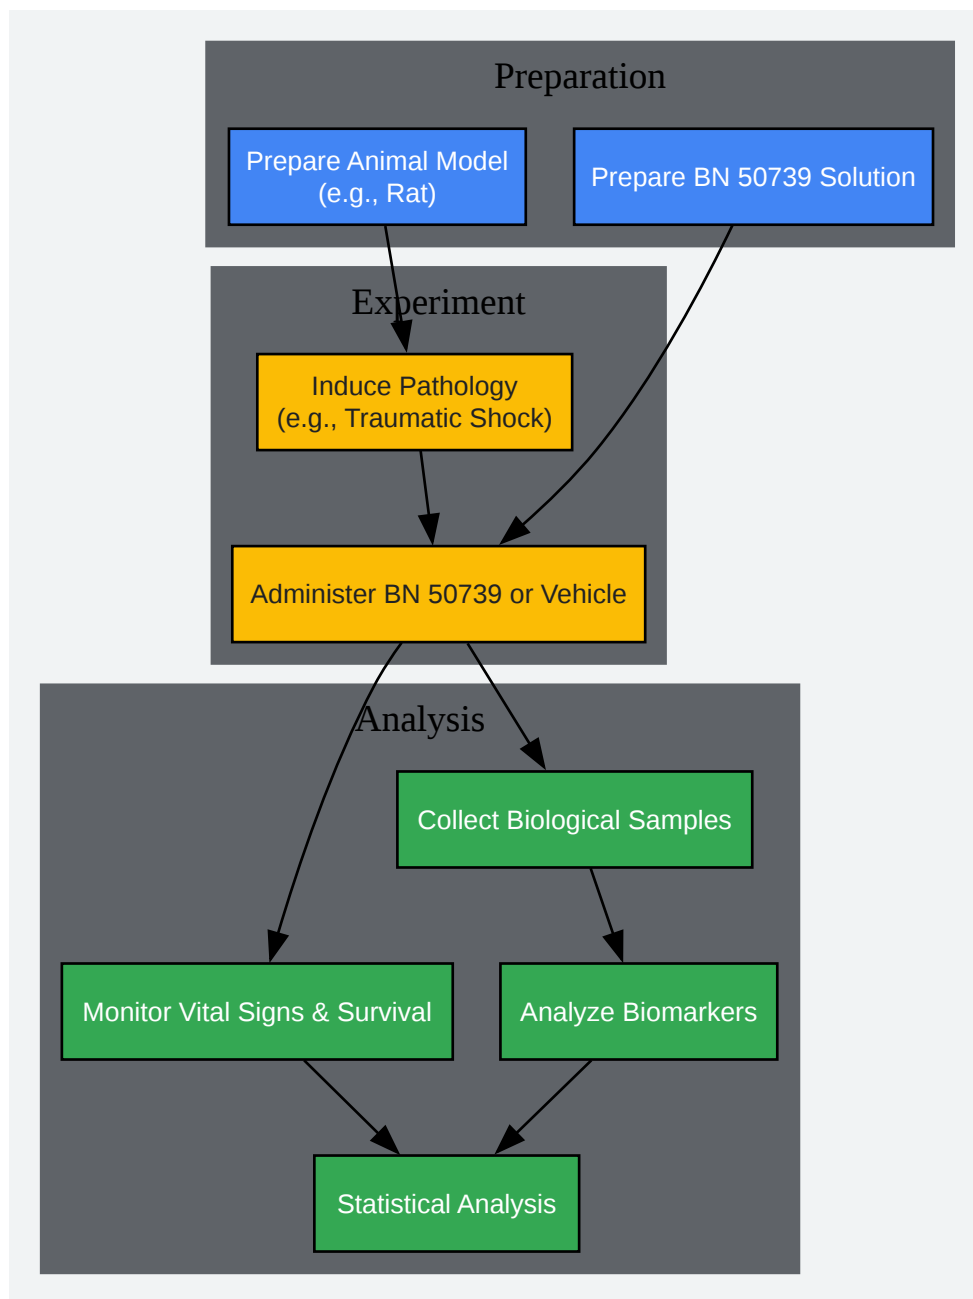 Preparation
Prepare Animal Model
(e.g., Rat)
Prepare BN 50739 Solution
Experiment
Induce Pathology
(e.g., Traumatic Shock)
Administer BN 50739 or Vehicle
Analysis
Collect Biological Samples
Monitor Vital Signs & Survival
Analyze Biomarkers
Statistical Analysis